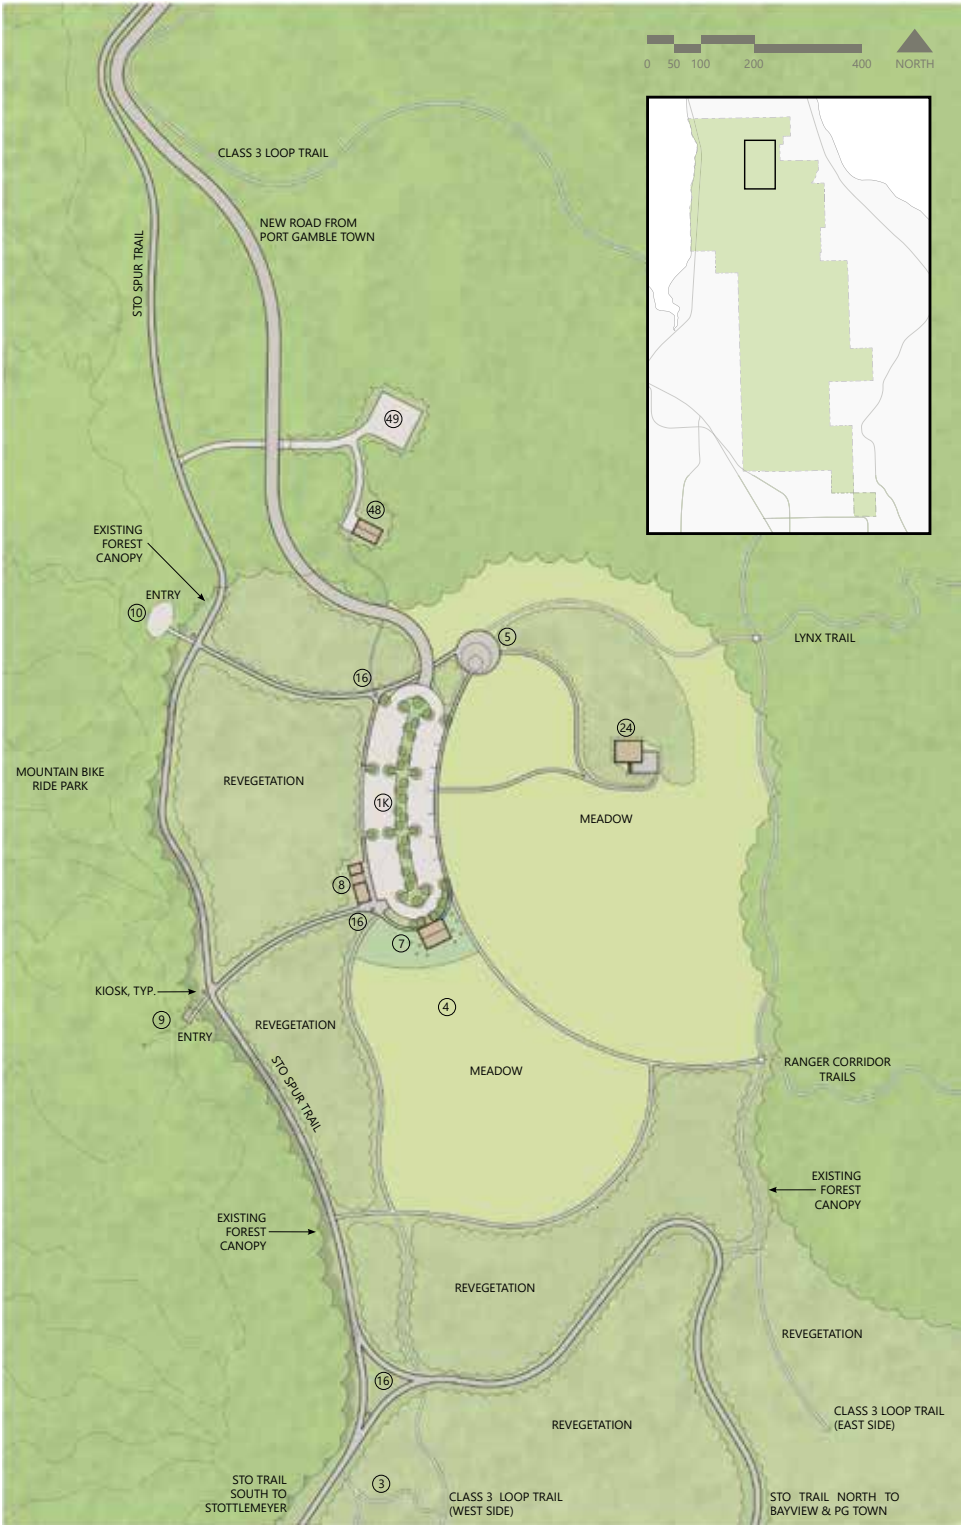 0 50 100 200 400 NORTH
CLASS 3 LOOP TRAIL
NEW ROAD FROM
PORT GAMBLE TOWN
STO SPUR TRAIL
49
48
EXISTING
FOREST
CANOPY
ENTRY
10
5
LYNX TRAIL
16
24
MOUNTAIN BIKE
RIDE PARK
REVEGETATION
1K
MEADOW
8
16
7
KIOSK, TYP.
4
9
ENTRY
REVEGETATION
STO SPUR TRAIL
MEADOW
RANGER CORRIDOR
TRAILS
EXISTING
FOREST
CANOPY
EXISTING
FOREST
CANOPY
REVEGETATION
REVEGETATION
16
CLASS 3 LOOP TRAIL
(EAST SIDE)
REVEGETATION
3
STO TRAIL
SOUTH TO
STOTTLEMEYER
CLASS 3 LOOP TRAIL
(WEST SIDE)
STO TRAIL NORTH TO
BAYVIEW & PG TOWN